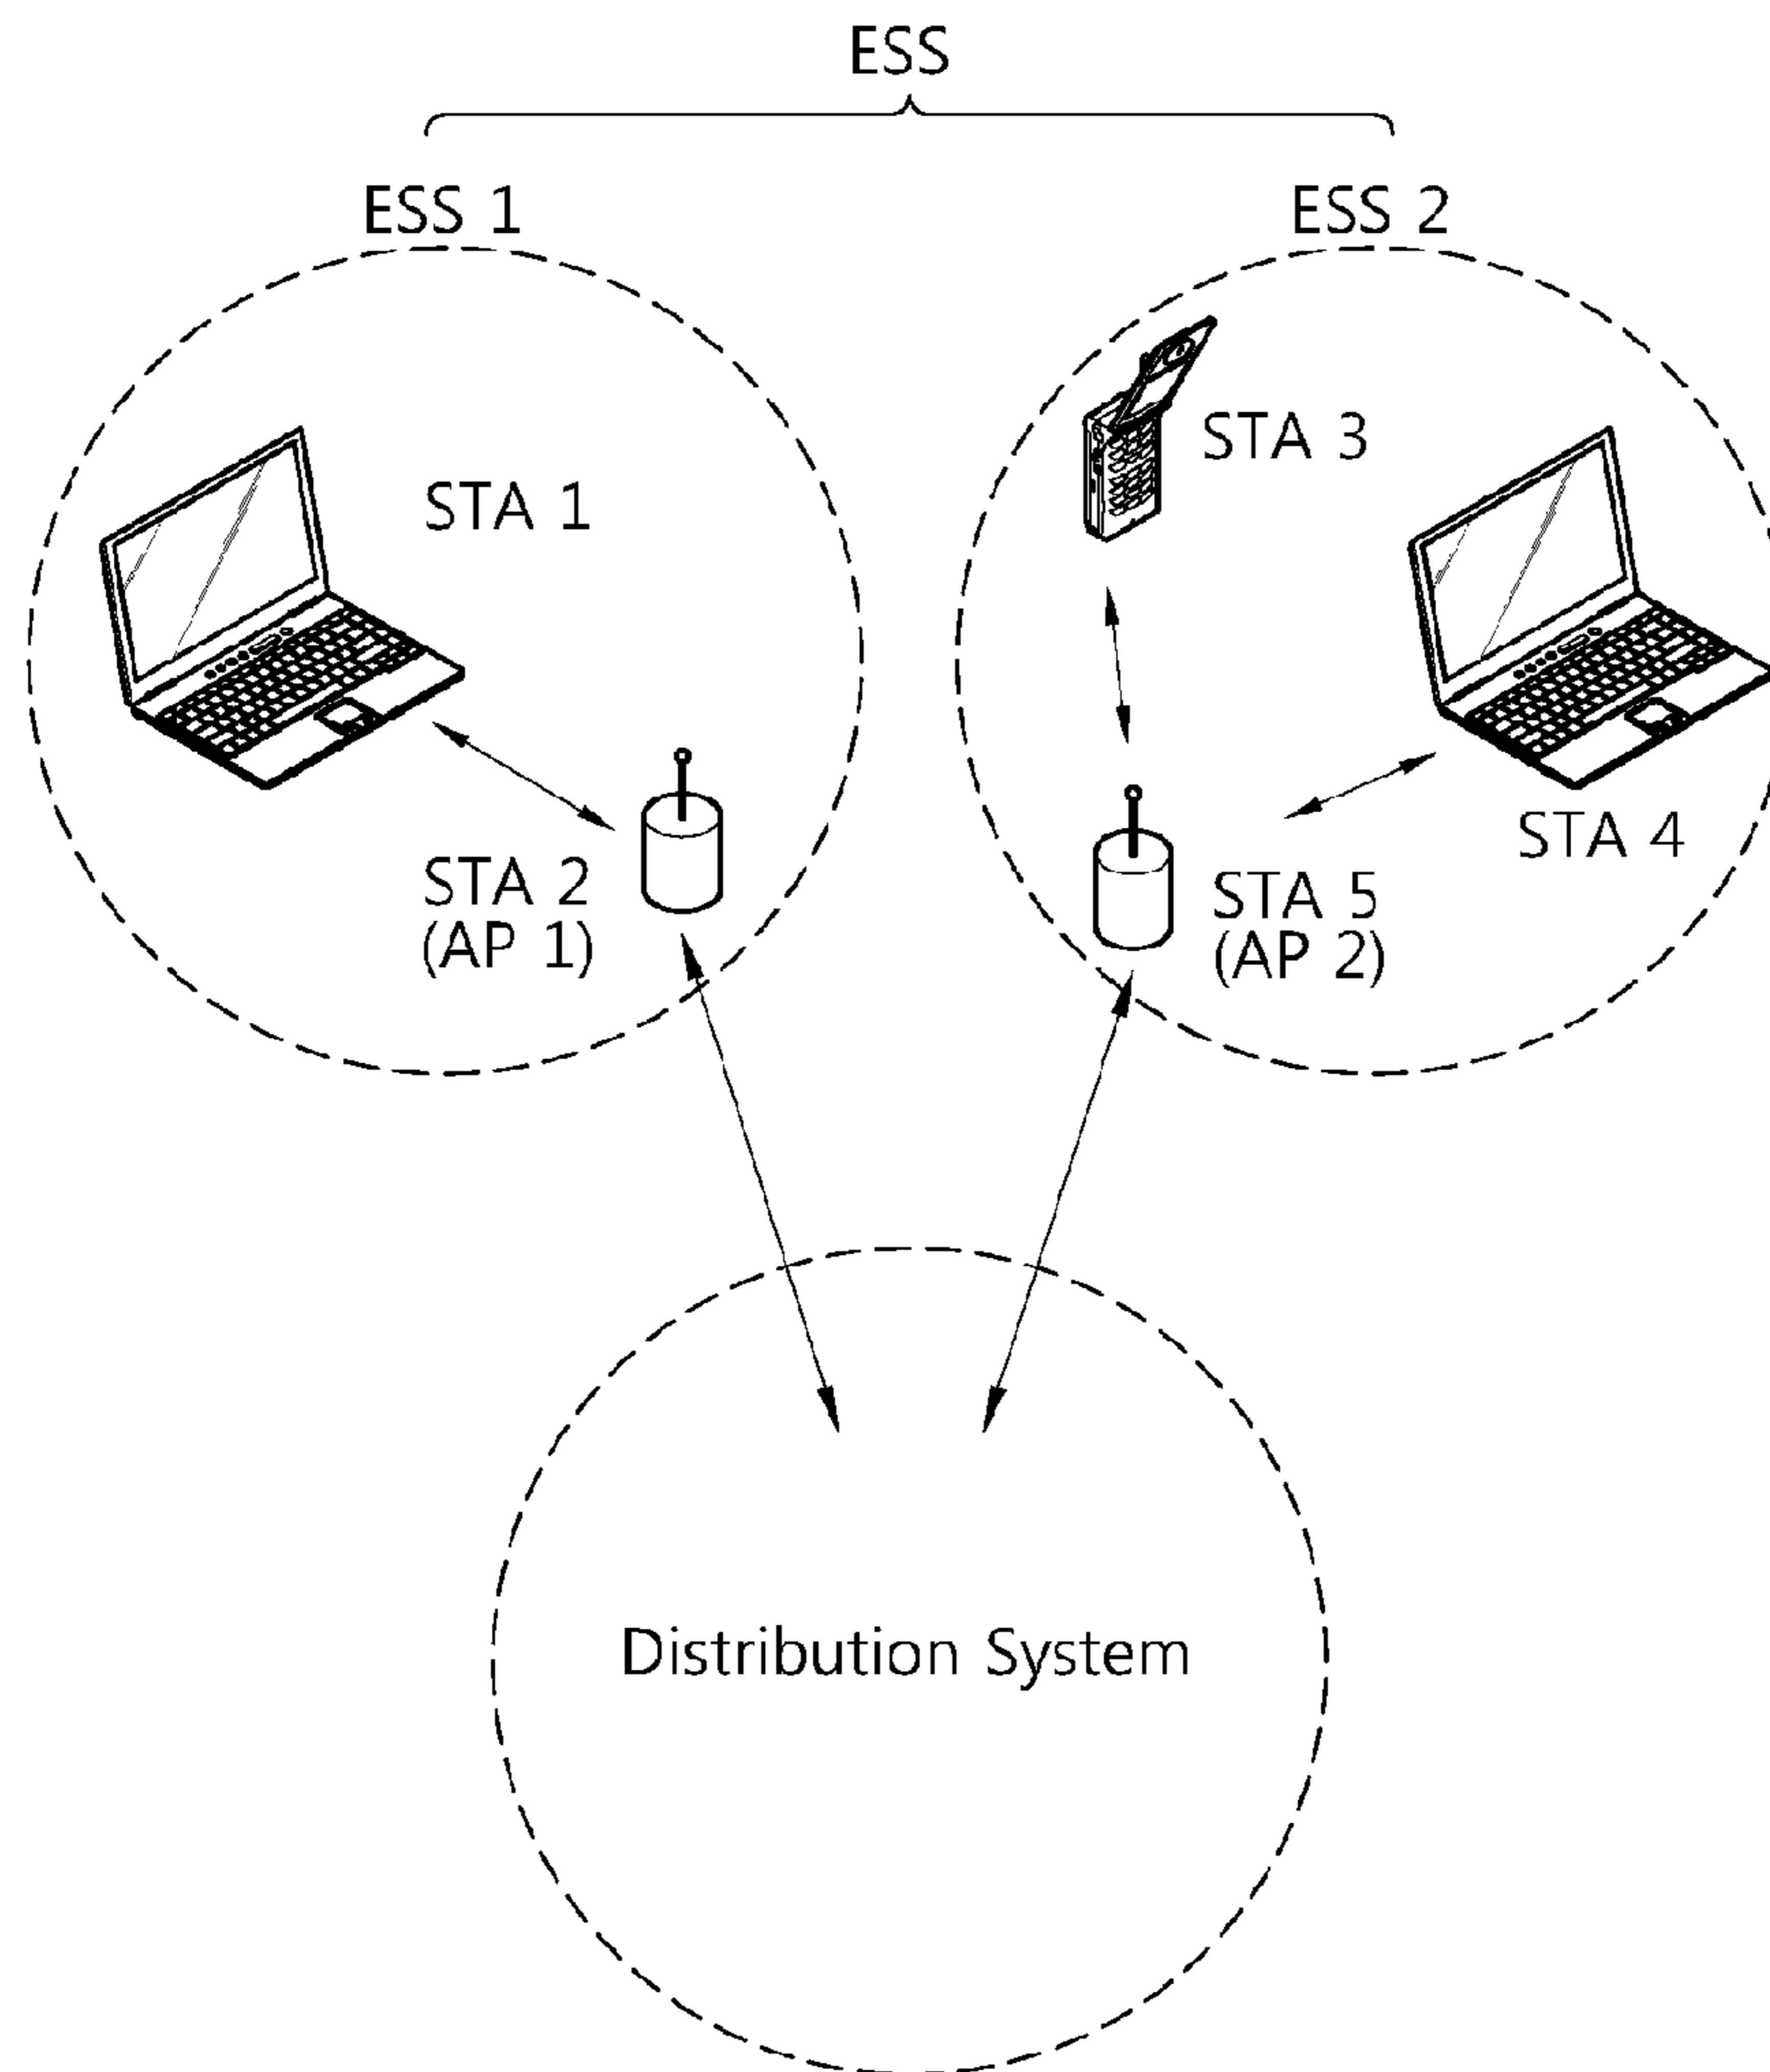 ESS
ESS 1
ESS 2
STA 1
STA 3
STA 4
STA 2
(AP 1)
STA 5
(AP 2)
Distribution System